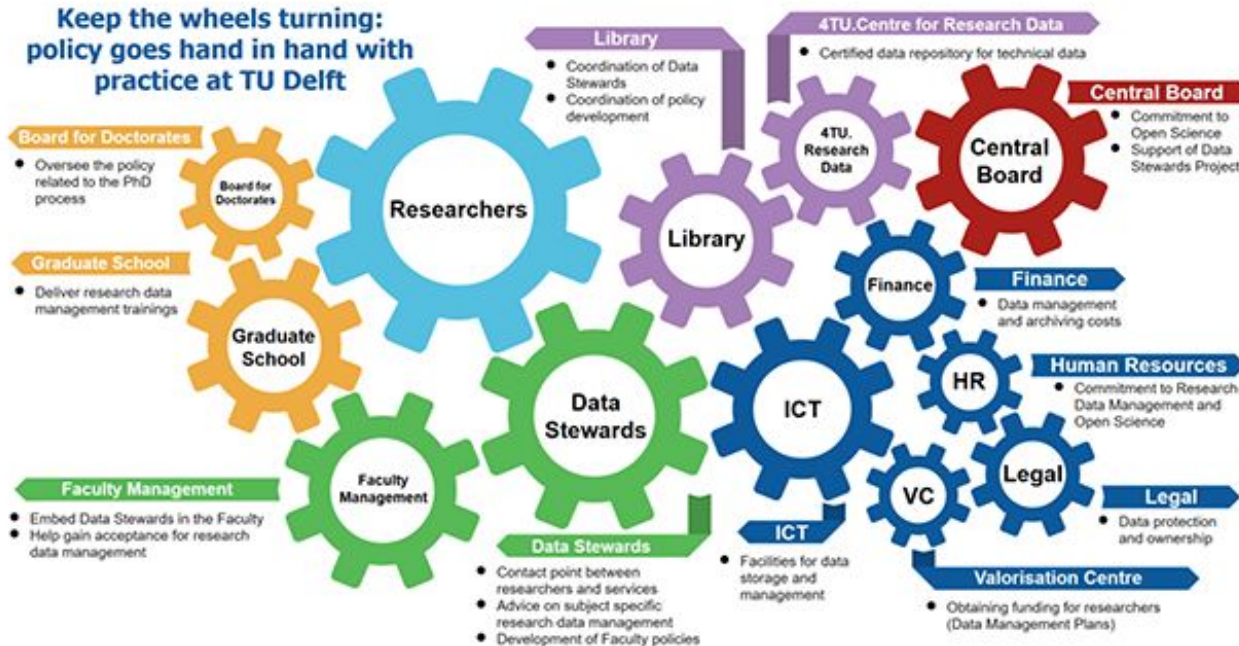 Keep the wheels turning:
policy goes hand in hand with
practice at TU Delft
Board for Doctorates
• Oversee the policy
related to the PhD
process
Board for
Doctorates
Graduate School
• Deliver research data
management trainings
Graduate
School
Researchers
Library
• Coordination of Data
Stewards
• Coordination of policy
development
Library
4TU.Centre for Research Data
• Certified data repository for technical data
4TU.
Research
Data
Central
Board
Central Board
• Commitment to
Open Science
• Support of Data
Stewards Project
Finance
Finance
• Data management
and archiving costs
HR
Human Resources
• Commitment to Research
Data Management and
Open Science
Legal
Legal
• Data protection
and ownership
VC
Valorisation Centre
• Obtaining funding for researchers
(Data Management Plans)
ICT
ICT
• Facilities for data
storage and
management
Data
Stewards
Data Stewards
• Contact point between
researchers and services
• Advice on subject specific
research data management
• Development of Faculty policies
Faculty
Management
Faculty Management
• Embed Data Stewards in the Faculty
• Help gain acceptance for research
data management